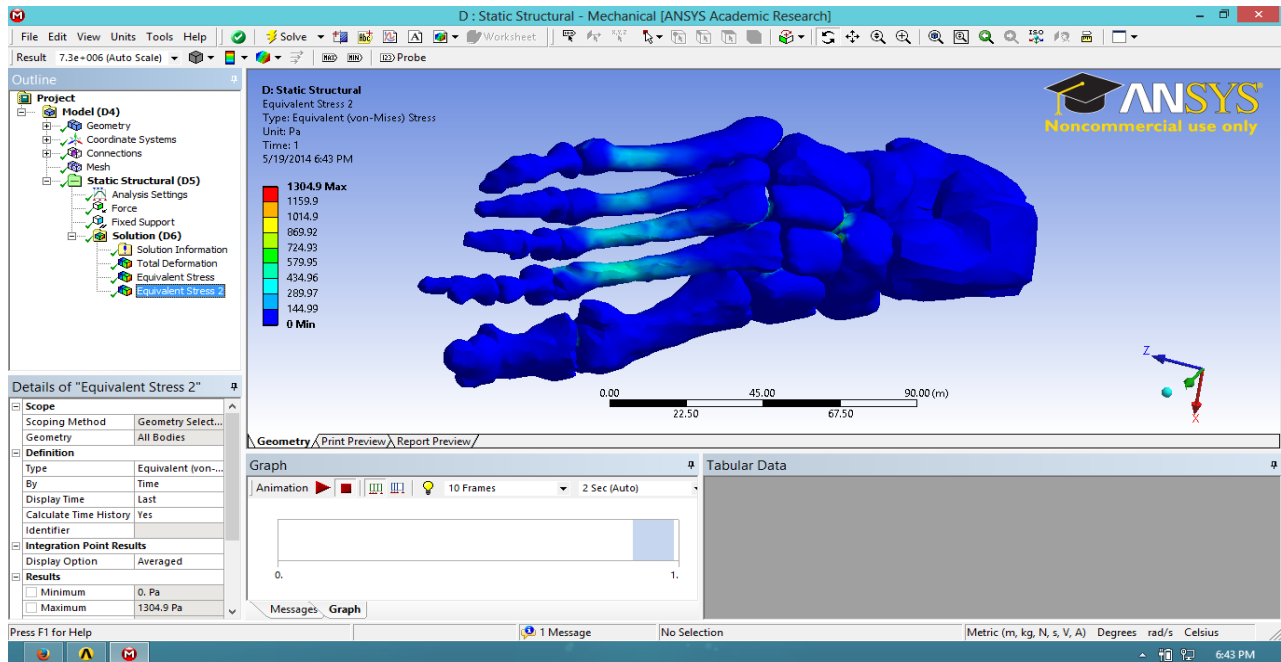 D : Static Structural - Mechanical [ANSYS Academic Research]
File Edit View Units Tools Help Solve Worksheet
Result 7.3e+006 (Auto Scale) Probe
Outline
Project
Model (D4)
Geometry
Coordinate Systems
Connections
Mesh
Static Structural (D5)
Analysis Settings
Force
Fixed Support
Solution (D6)
Solution Information
Total Deformation
Equivalent Stress
Equivalent Stress 2
D: Static Structural
Equivalent Stress 2
Type: Equivalent (von-Mises) Stress
Unit: Pa
Time: 1
5/19/2014 6:43 PM
1304.9 Max
1159.9
1014.9
869.92
724.93
579.95
434.96
289.97
144.99
0 Min
ANSYS
Noncommercial use only
0.00 45.00 90.00 (m)
22.50 67.50
Z
X
Geometry Print Preview Report Preview
Details of "Equivalent Stress 2"
Scope
Scoping Method Geometry Select...
Geometry All Bodies
Definition
Type Equivalent (von-...
By Time
Display Time Last
Calculate Time History Yes
Identifier
Integration Point Results
Display Option Averaged
Results
Minimum 0. Pa
Maximum 1304.9 Pa
Graph
Animation 10 Frames 2 Sec (Auto)
0. 1.
Messages Graph
Tabular Data
Press F1 for Help 1 Message No Selection Metric (m, kg, N, s, V, A) Degrees rad/s Celsius
6:43 PM